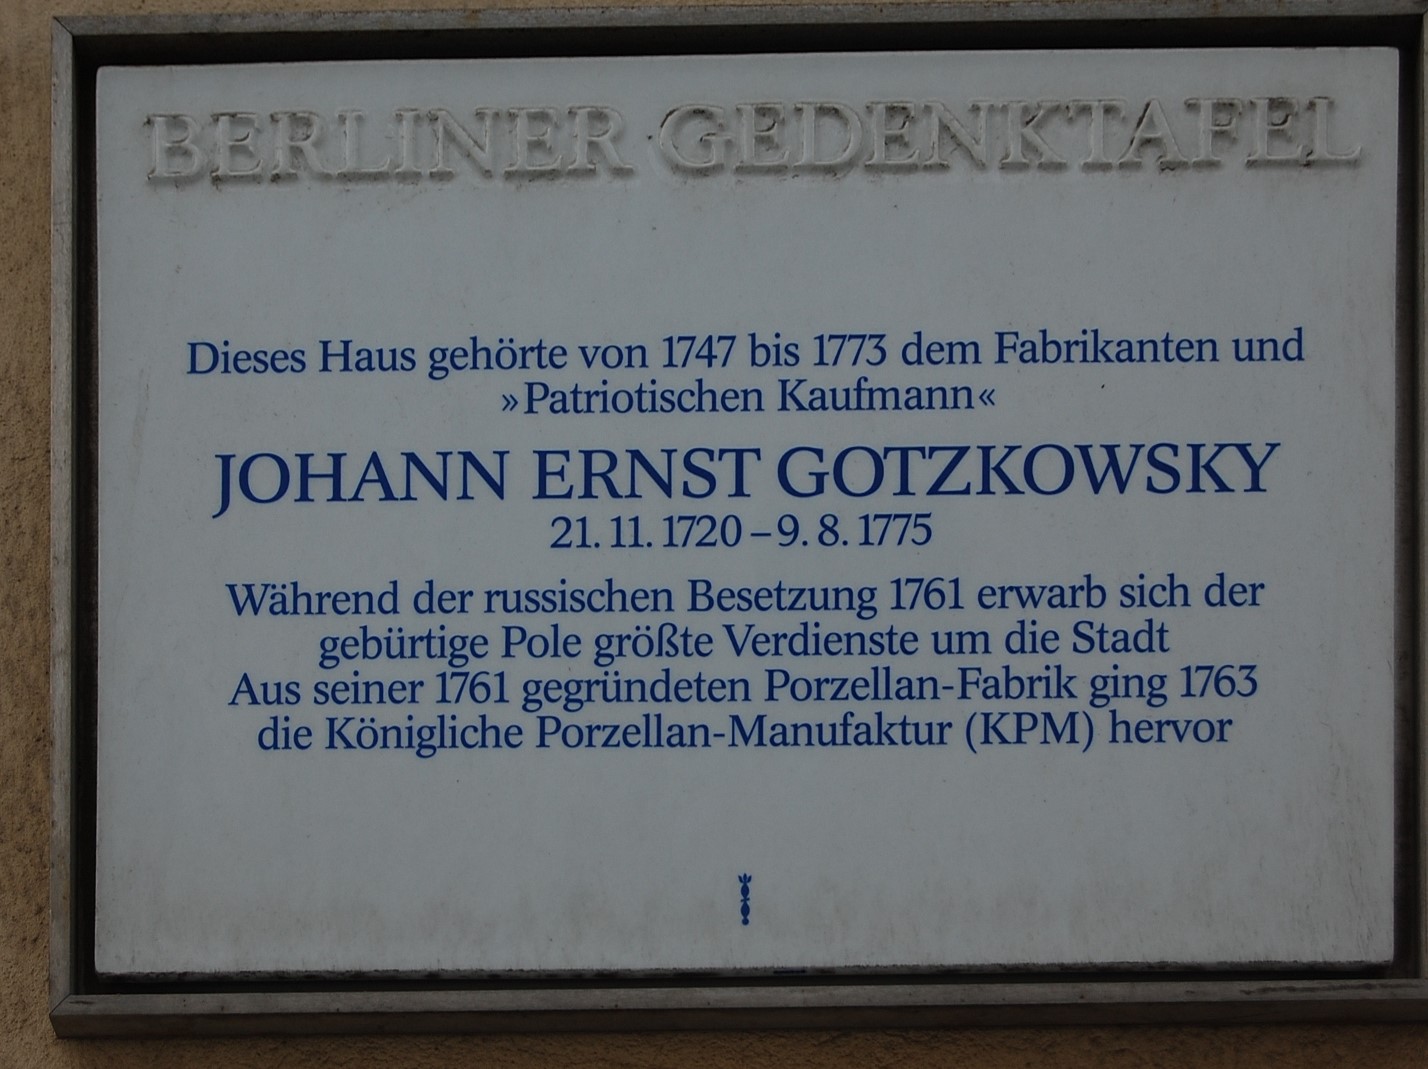 BERLINER GEDENKTAFEL
Dieses Haus gehörte von 1747 bis 1773 dem Fabrikanten und
»Patriotischen Kaufmann«
JOHANN ERNST GOTZKOWSKY
21. 11. 1720 – 9. 8. 1775
Während der russischen Besetzung 1761 erwarb sich der
gebürtige Pole größte Verdienste um die Stadt
Aus seiner 1761 gegründeten Porzellan-Fabrik ging 1763
die Königliche Porzellan-Manufaktur (KPM) hervor